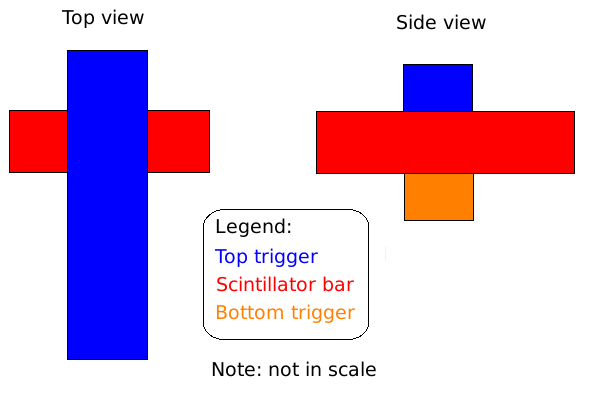 Top view
Side view
Legend:
Top trigger
Scintillator bar
Bottom trigger
Note: not in scale